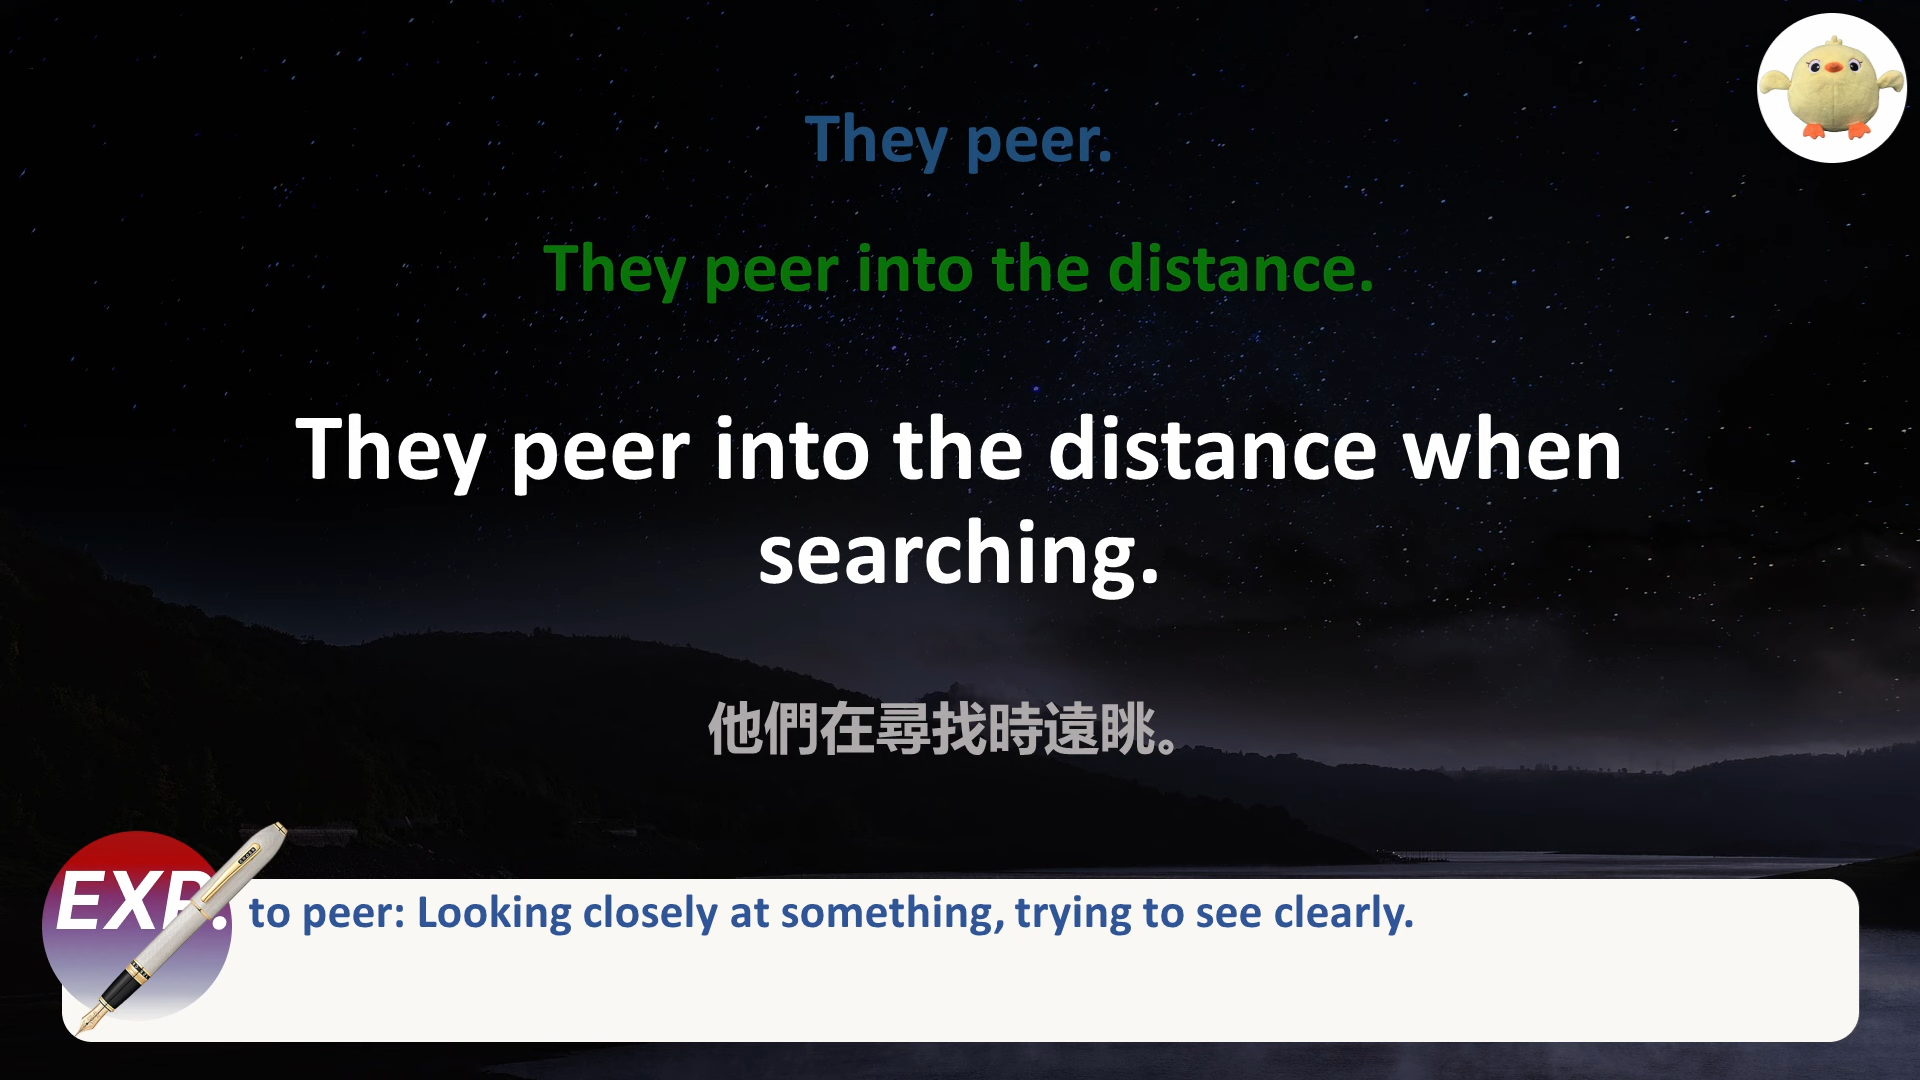 They peer.
They peer into the distance.
They peer into the distance when
searching.
他們在尋找時遠眺。
EXP.
to peer: Looking closely at something, trying to see clearly.